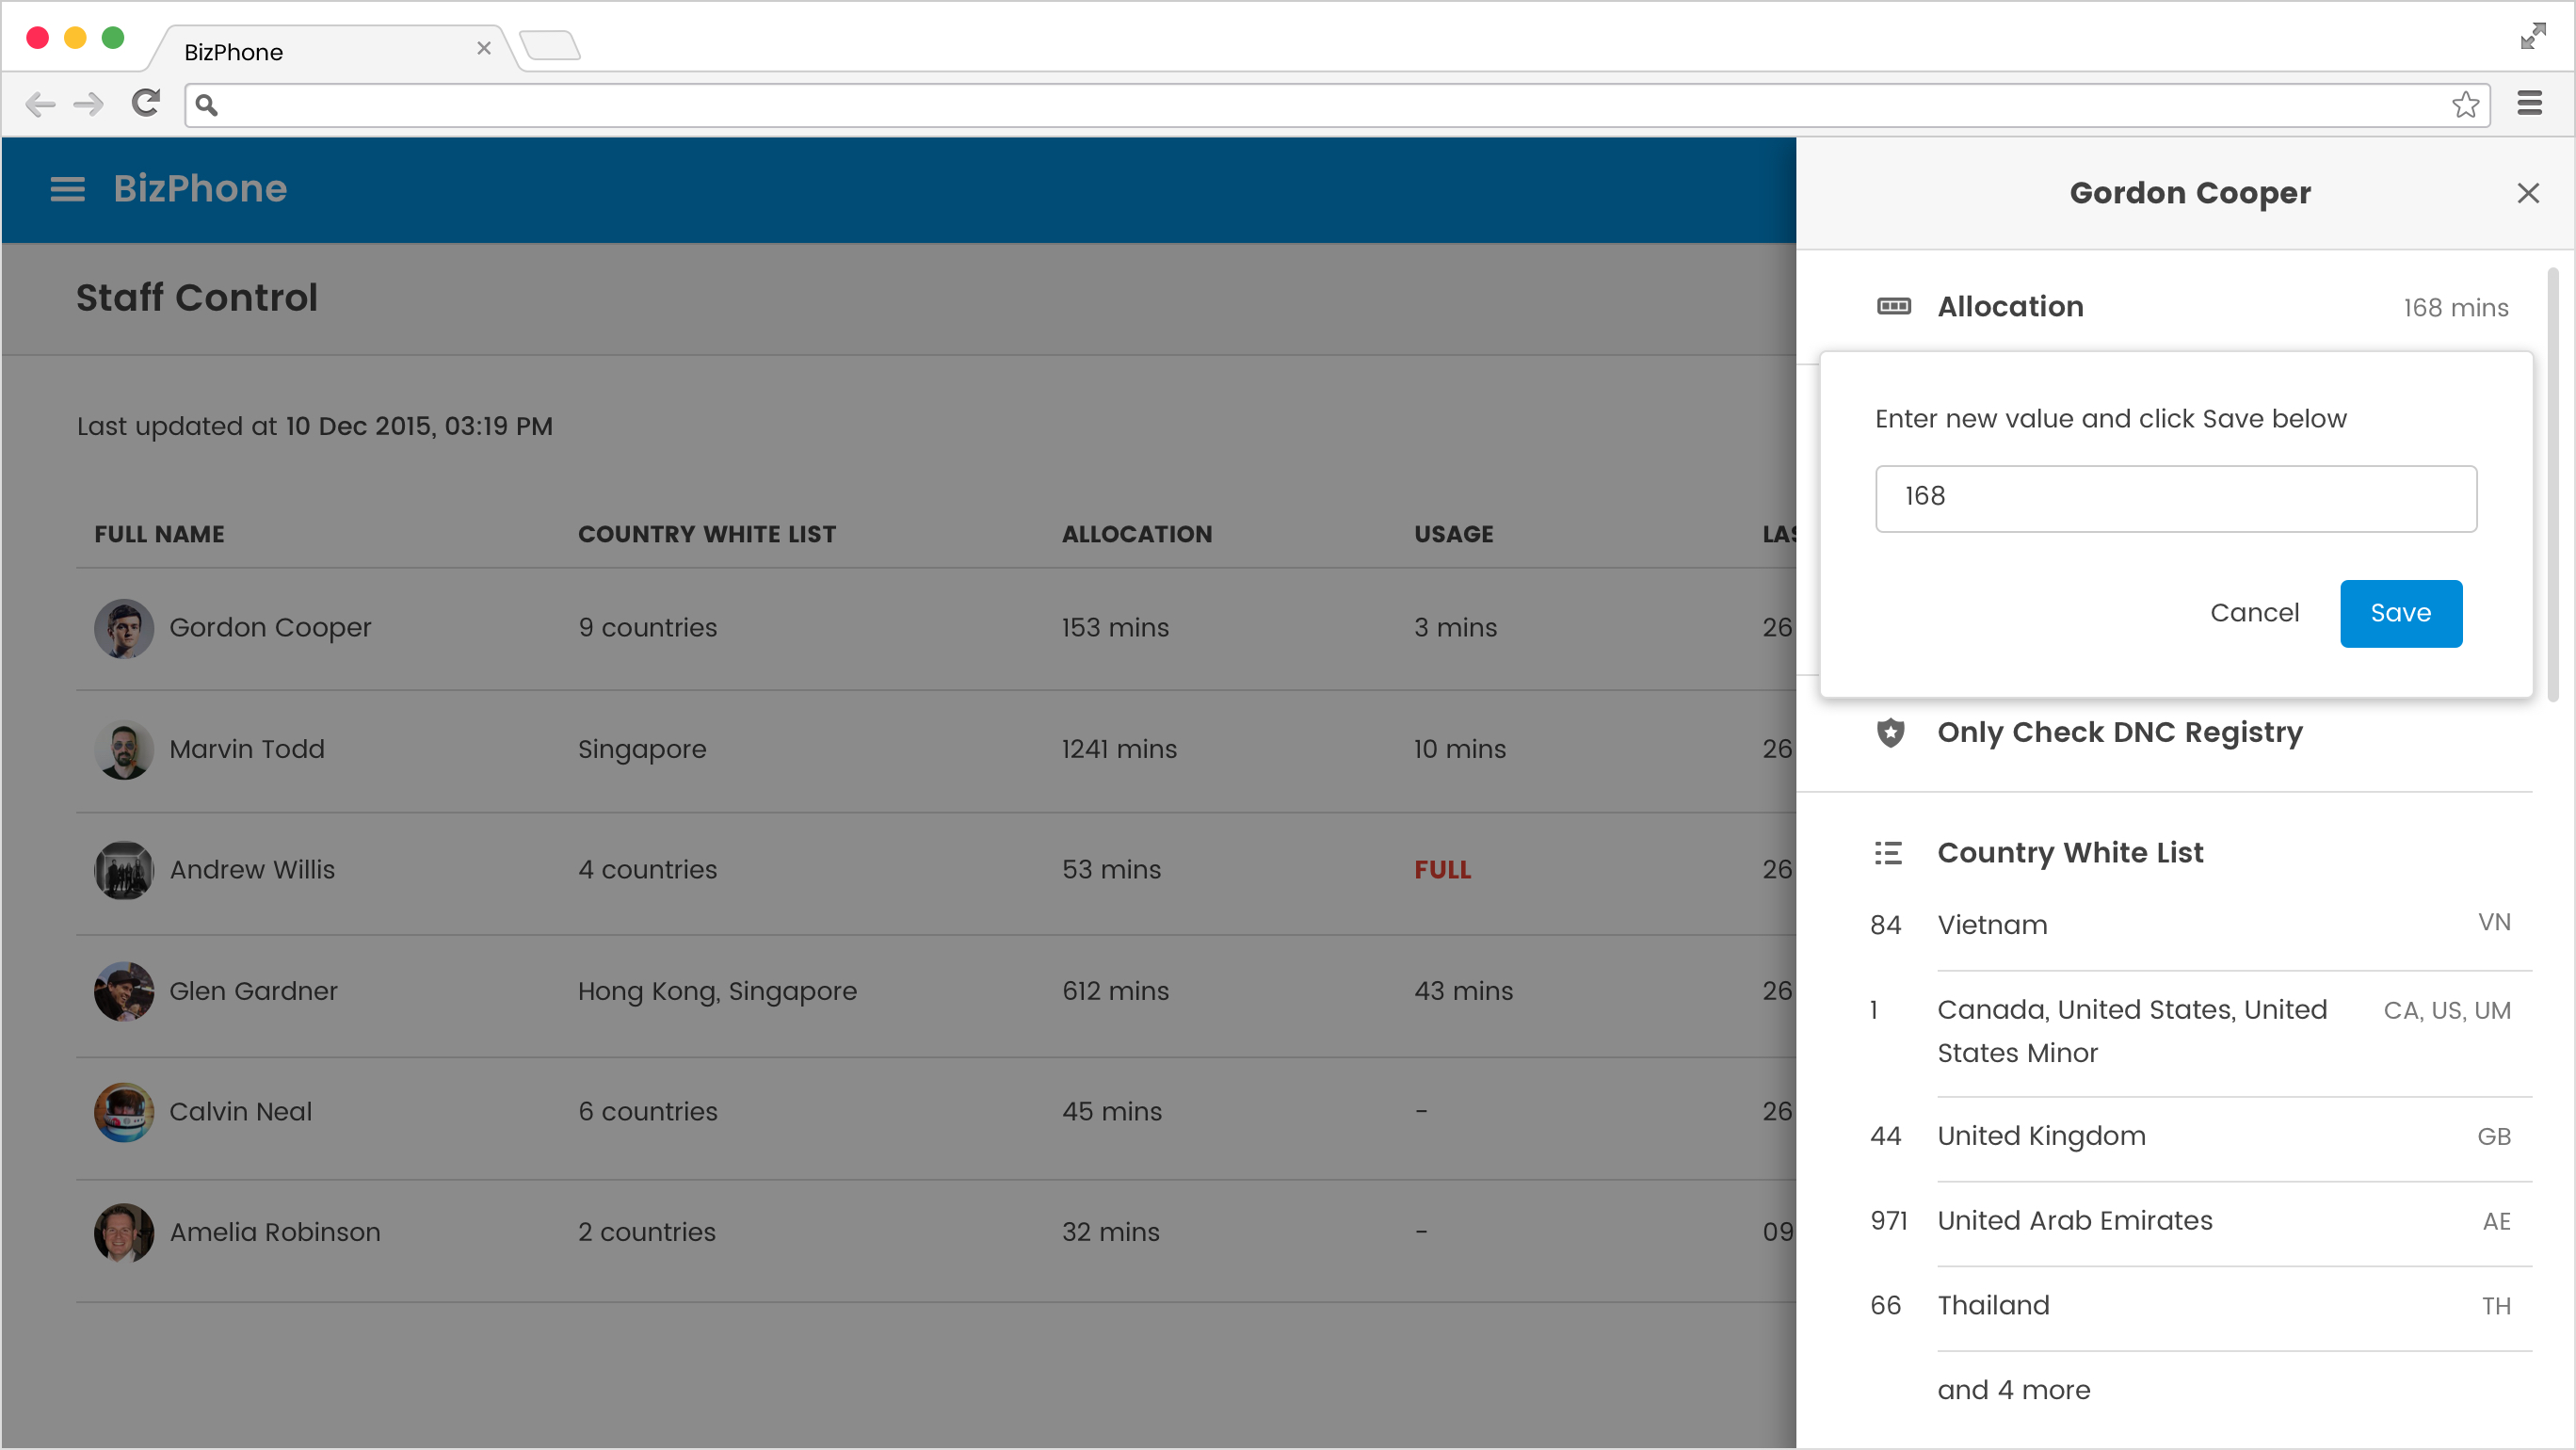 BizPhone
BizPhone
Gordon Cooper
Staff Control
Allocation 168 mins
Last updated at 10 Dec 2015, 03:19 PM
Enter new value and click Save below
168
Cancel Save
FULL NAME COUNTRY WHITE LIST ALLOCATION USAGE LAS
Gordon Cooper 9 countries 153 mins 3 mins 26
Marvin Todd Singapore 1241 mins 10 mins 26
Andrew Willis 4 countries 53 mins FULL 26
Glen Gardner Hong Kong, Singapore 612 mins 43 mins 26
Calvin Neal 6 countries 45 mins - 26
Amelia Robinson 2 countries 32 mins - 09
Only Check DNC Registry
Country White List
84 Vietnam VN
1 Canada, United States, United CA, US, UM
States Minor
44 United Kingdom GB
971 United Arab Emirates AE
66 Thailand TH
and 4 more